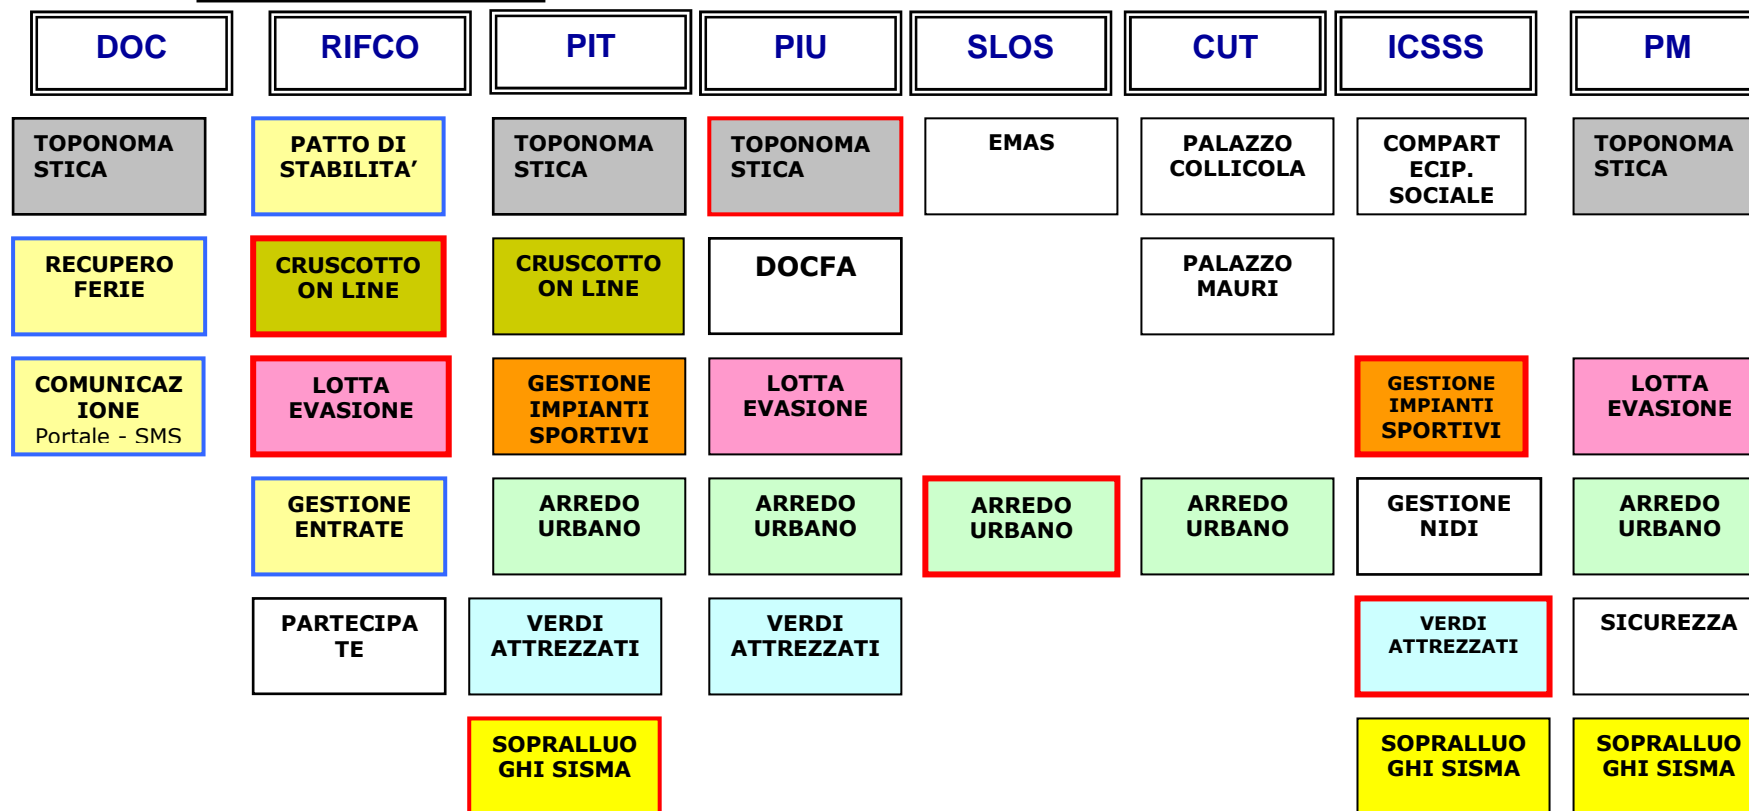 DOC RIFCO PIT PIU SLOS CUT ICSSS PM
TOPONOMA
STICA
PATTO DI
STABILITA’
TOPONOMA
STICA
TOPONOMA
STICA
EMAS
PALAZZO
COLLICOLA
COMPART
ECIP.
SOCIALE
TOPONOMA
STICA
RECUPERO
FERIE
CRUSCOTTO
ON LINE
CRUSCOTTO
ON LINE
DOCFA
PALAZZO
MAURI
COMUNICAZ
IONE
Portale - SMS
LOTTA
EVASIONE
GESTIONE
IMPIANTI
SPORTIVI
LOTTA
EVASIONE
GESTIONE
IMPIANTI
SPORTIVI
LOTTA
EVASIONE
GESTIONE
ENTRATE
ARREDO
URBANO
ARREDO
URBANO
ARREDO
URBANO
ARREDO
URBANO
GESTIONE
NIDI
ARREDO
URBANO
PARTECIPA
TE
VERDI
ATTREZZATI
VERDI
ATTREZZATI
VERDI
ATTREZZATI
SICUREZZA
SOPRALLUO
GHI SISMA
SOPRALLUO
GHI SISMA
SOPRALLUO
GHI SISMA